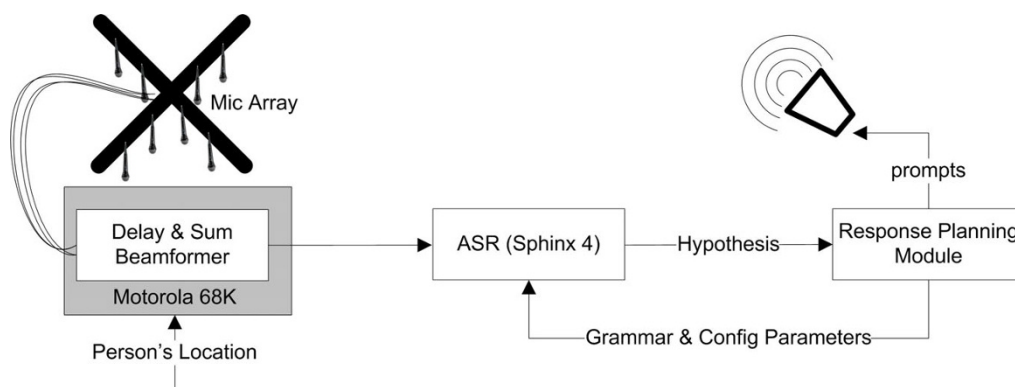 Mic Array
prompts
Delay & Sum
Beamformer
Motorola 68K
ASR (Sphinx 4)
Hypothesis
Response Planning
Module
Person's Location
Grammar & Config Parameters